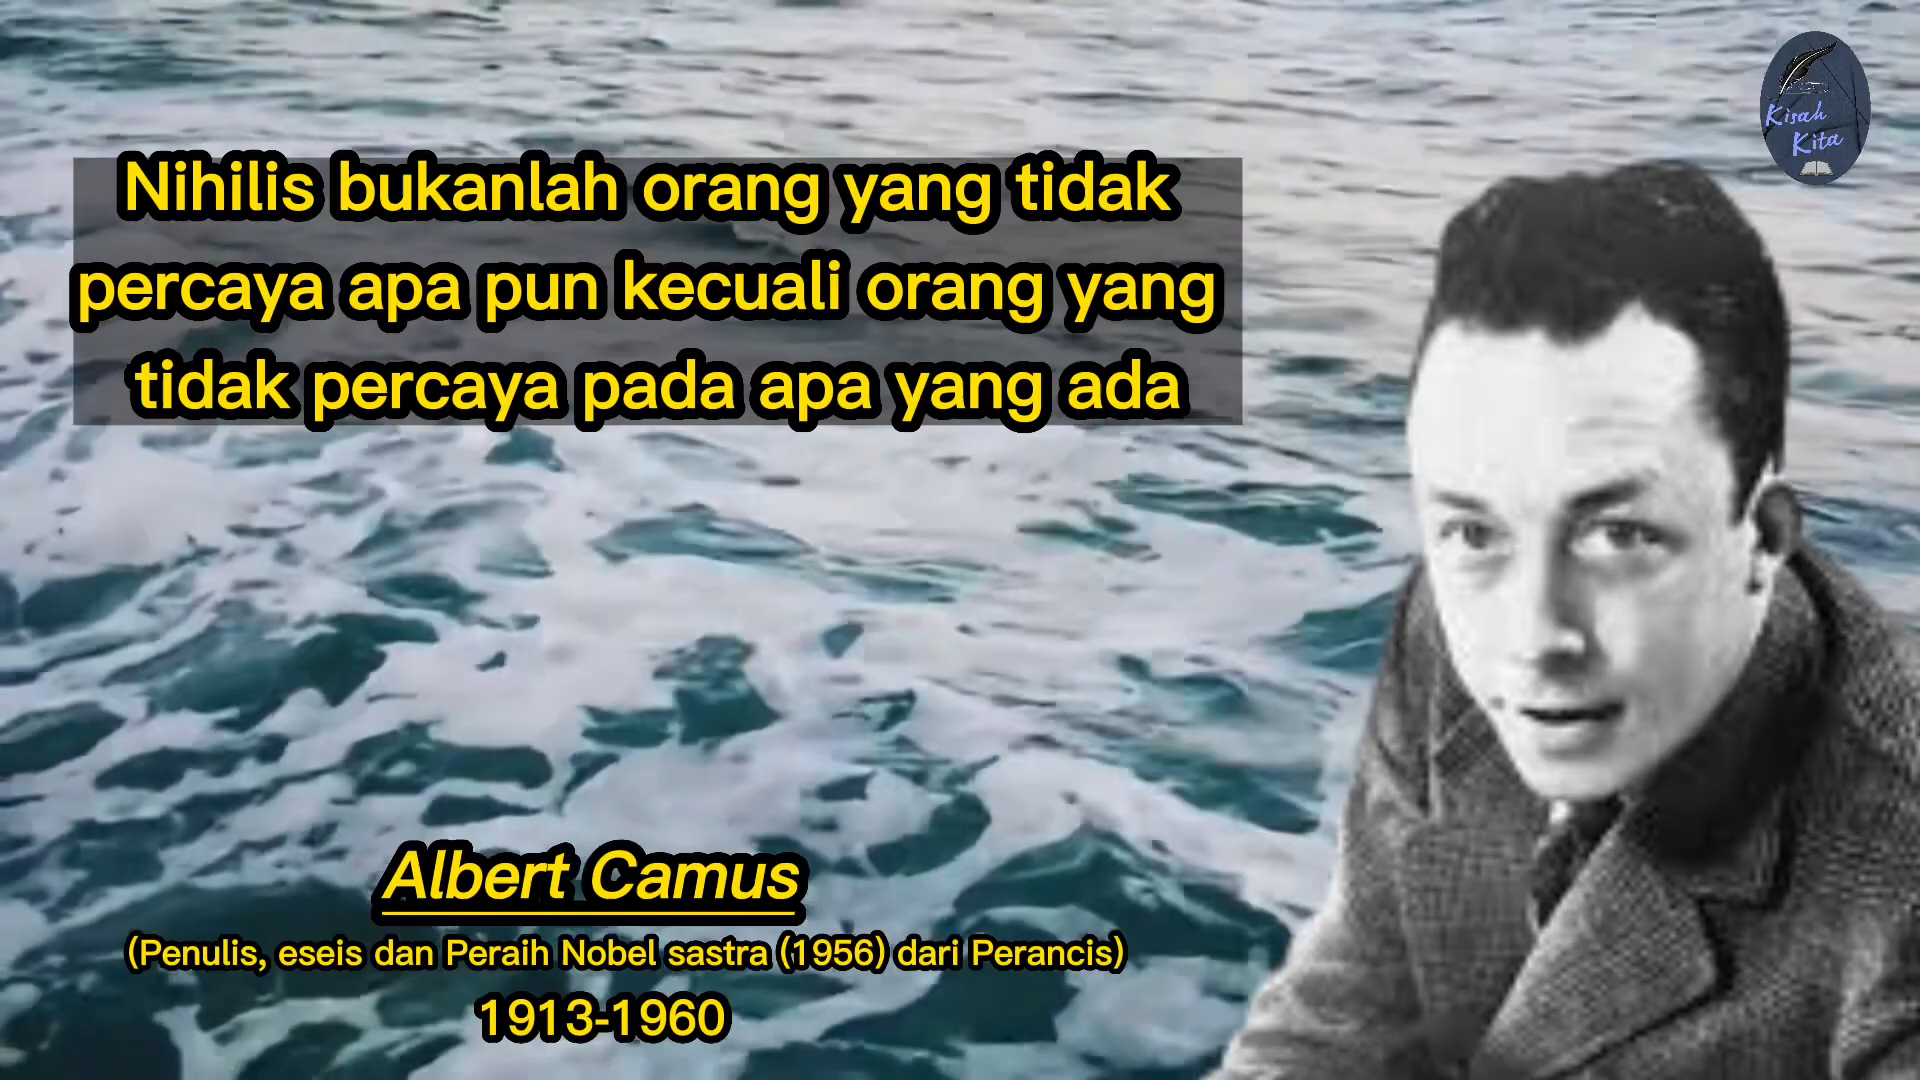 Kisah
Kita
Nihilis bukanlah orang yang tidak
percaya apa pun kecuali orang yang
tidak percaya pada apa yang ada
Albert Camus
(Penulis, eseis dan Peraih Nobel sastra (1956) dari Perancis)
1913-1960